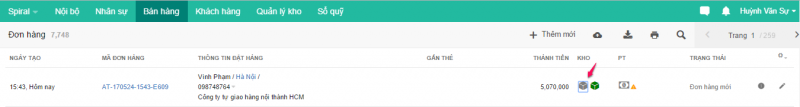 Spiral Nội bộ Nhân sự Bán hàng Khách hàng Quản lý kho Sổ quỹ Huỳnh Văn Sự
Đơn hàng 7,748 + Thêm mới Trang 1 / 259
NGÀY TẠO MÃ ĐƠN HÀNG THÔNG TIN ĐẶT HÀNG GẮN THẺ THÀNH TIỀN KHO PT TRẠNG THÁI
15:43, Hôm nay AT-170524-1543-E609 Vinh Phạm / Hà Nội / 5,070,000 Đơn hàng mới
098748764
Công ty tự giao hàng nội thành HCM